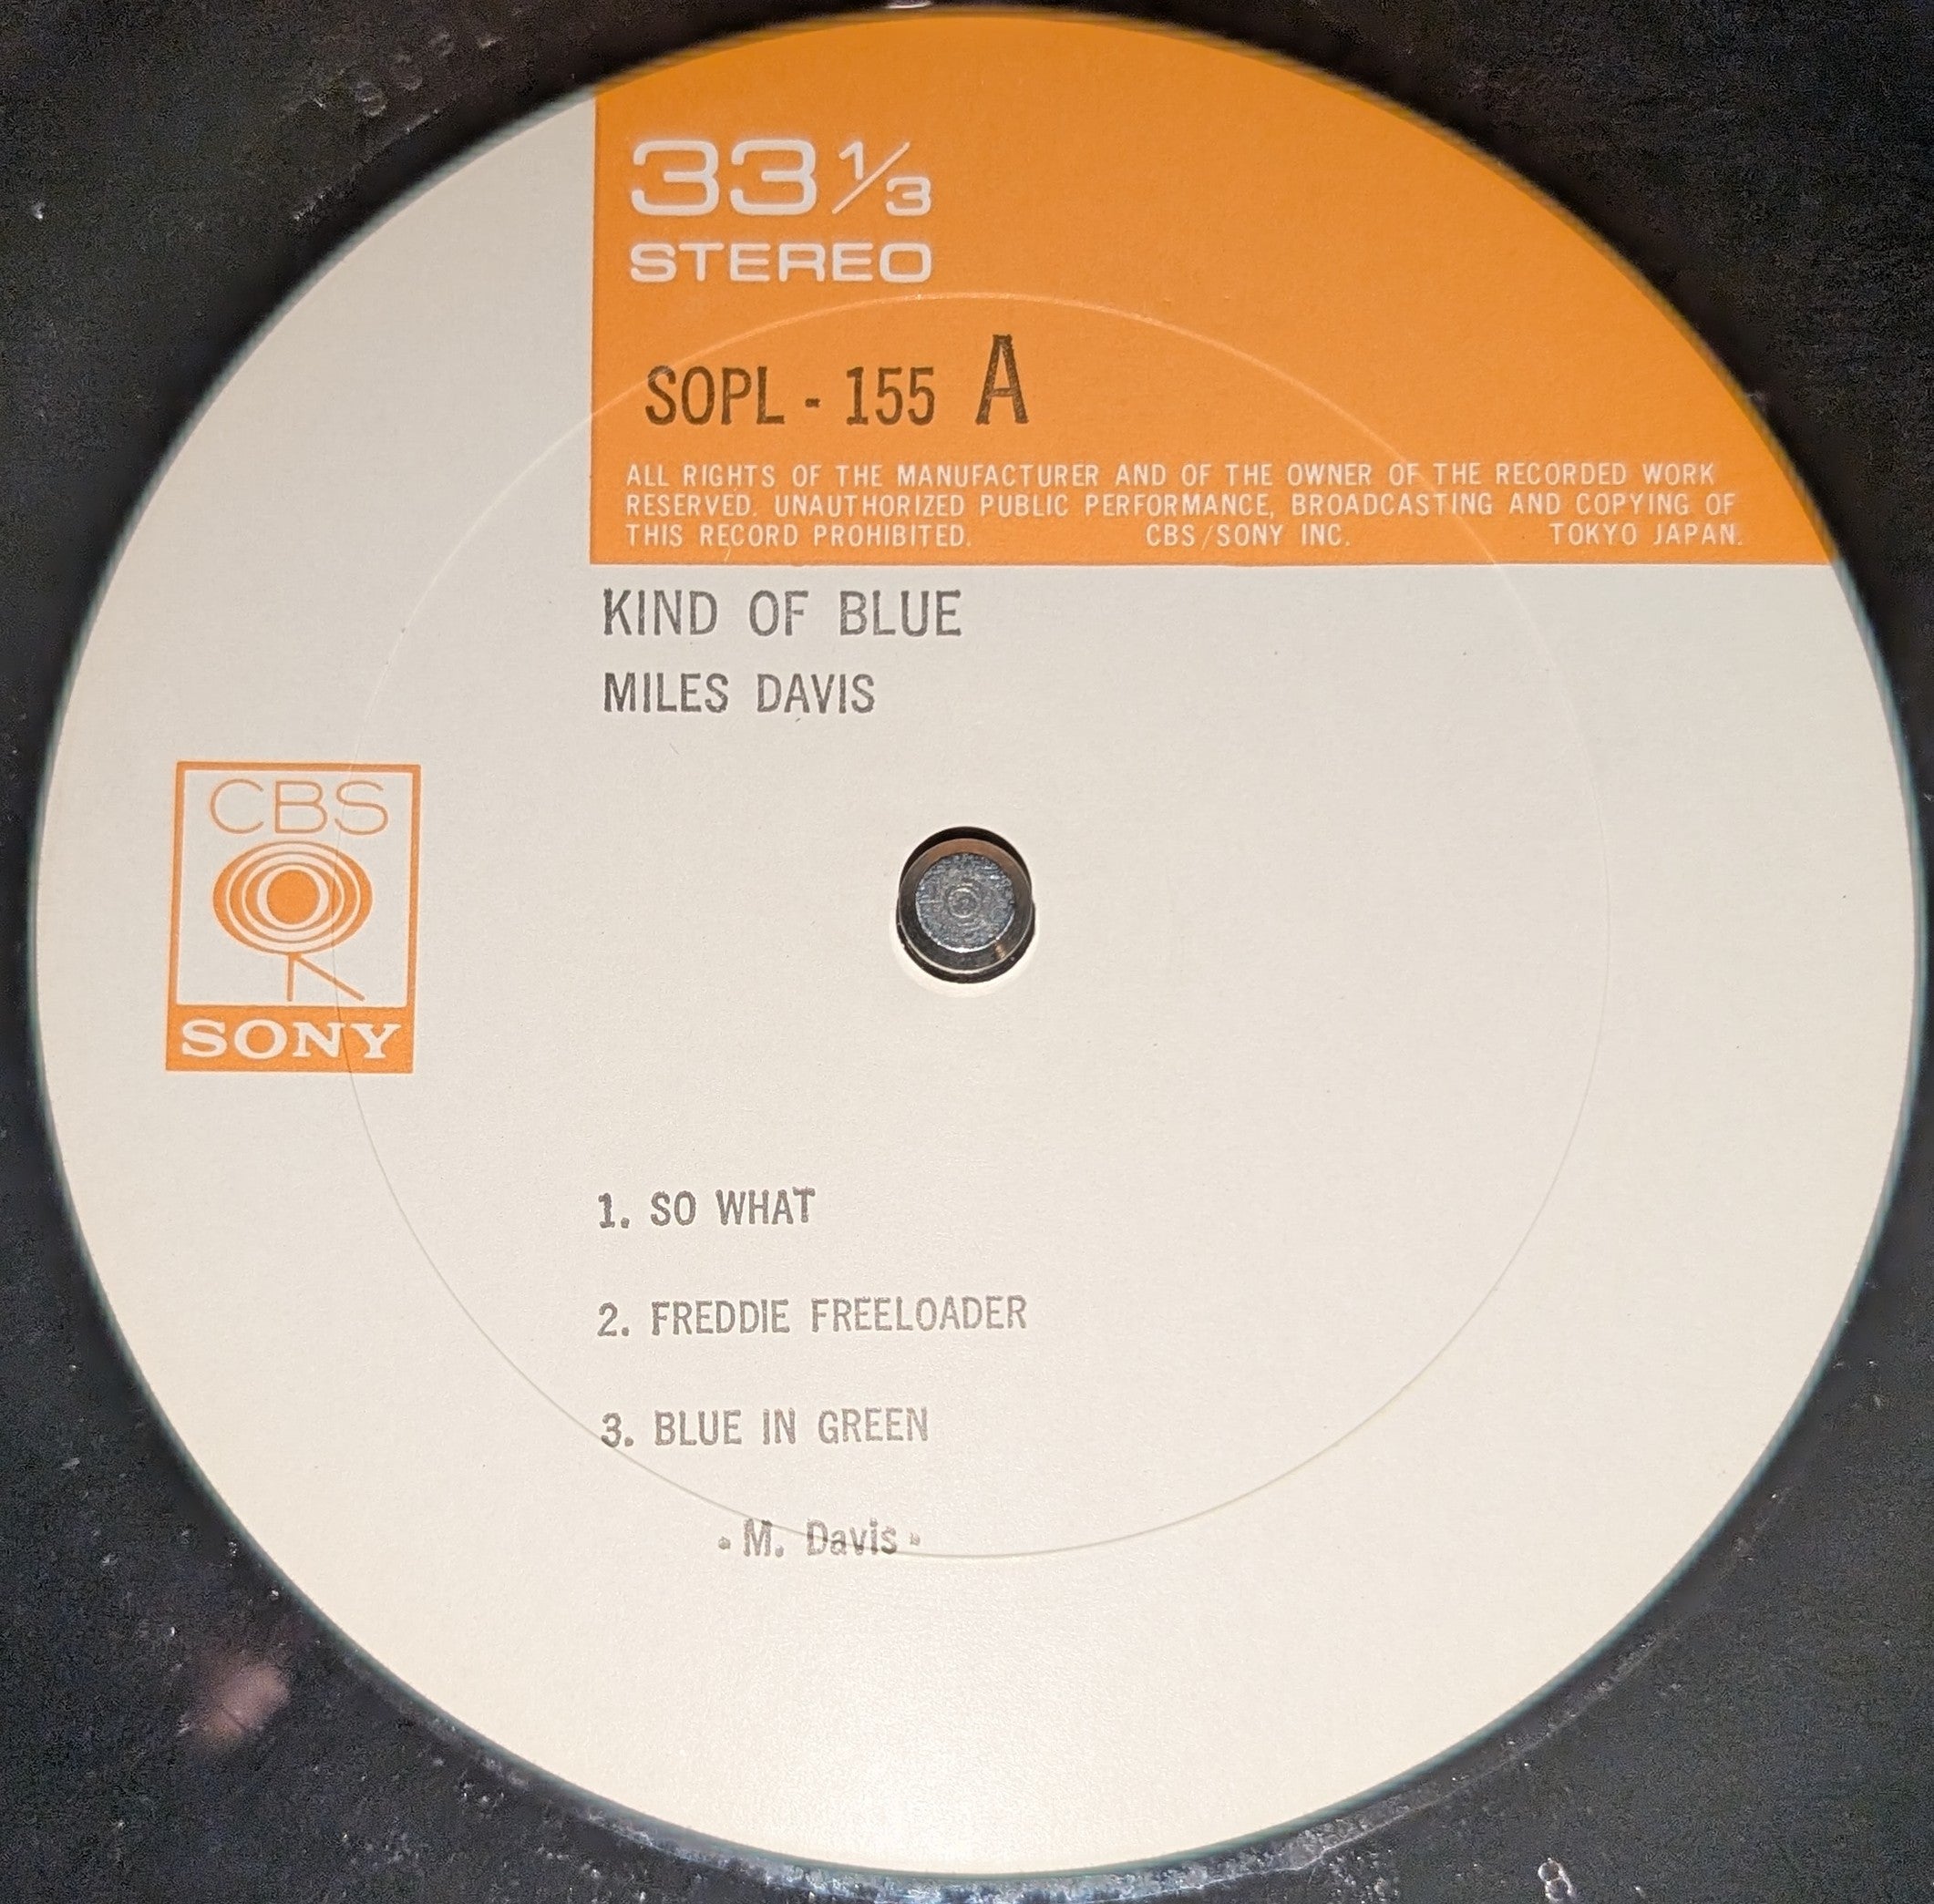 33 1/3
STEREO
SOPL - 155 A
ALL RIGHTS OF THE MANUFACTURER AND OF THE OWNER OF THE RECORDED WORK
RESERVED. UNAUTHORIZED PUBLIC PERFORMANCE, BROADCASTING AND COPYING OF
THIS RECORD PROHIBITED. CBS/SONY INC. TOKYO JAPAN.
KIND OF BLUE
MILES DAVIS
CBS
SONY
1. SO WHAT
2. FREDDIE FREELOADER
3. BLUE IN GREEN
• M. Davis •